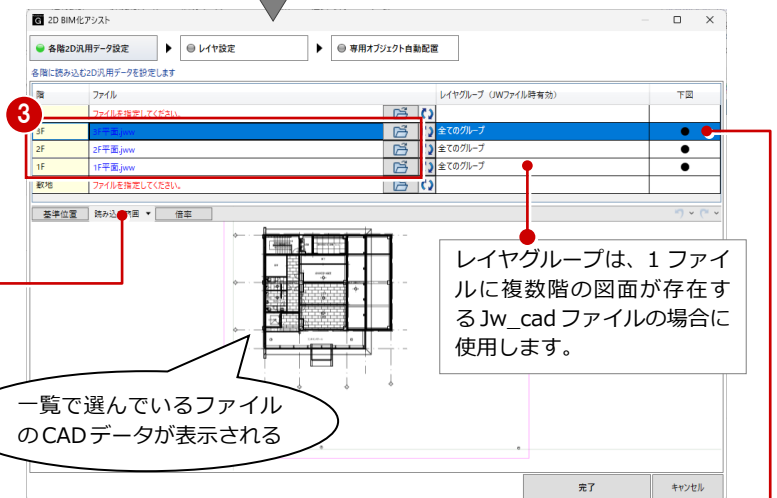 2D BIM化アシスト
各階2D汎用データ設定
レイヤ設定
専用オブジェクト自動配置
各階に読み込む2D汎用データを設定します
階 ファイル レイヤグループ（JWファイル時有効） 下図
ファイルを指定してください。
3
3F 3F平面.jww 全てのグループ ●
2F 2F平面.jww 全てのグループ ●
1F 1F平面.jww 全てのグループ ●
敷地 ファイルを指定してください。
基準位置 読み込 倍率
レイヤグループは、1 ファイ
ルに複数階の図面が存在す
る Jw_cad ファイルの場合に
使用します。
一覧で選んでいるファイル
の CAD データが表示される
完了 キャンセル